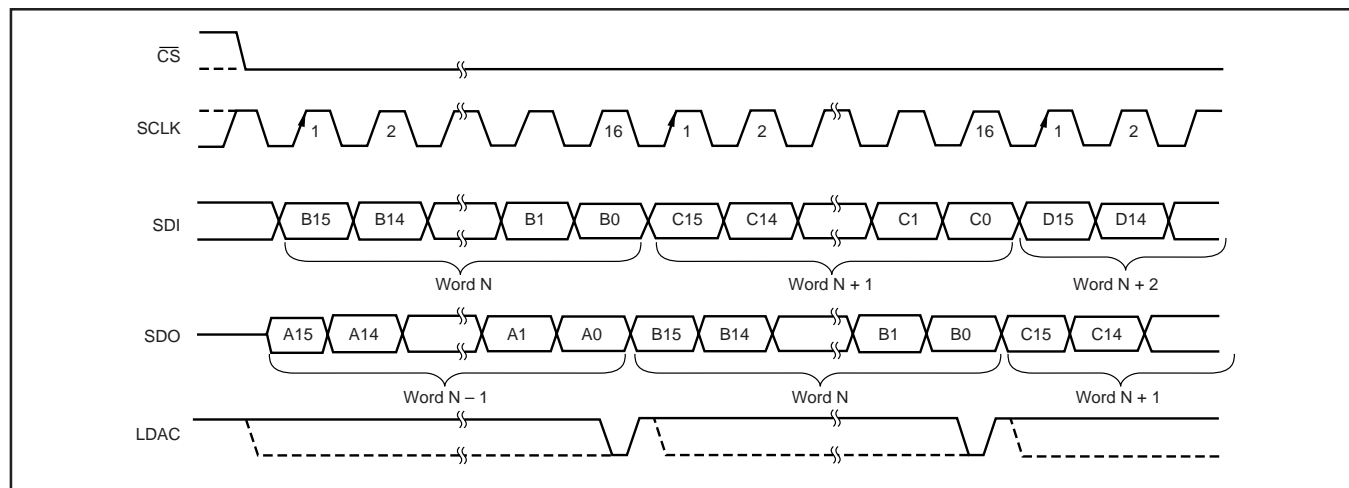 CS
SCLK 1 2 16 1 2 16 1 2
SDI B15 B14 B1 B0 C15 C14 C1 C0 D15 D14
Word N Word N + 1 Word N + 2
SDO A15 A14 A1 A0 B15 B14 B1 B0 C15 C14
Word N – 1 Word N Word N + 1
LDAC